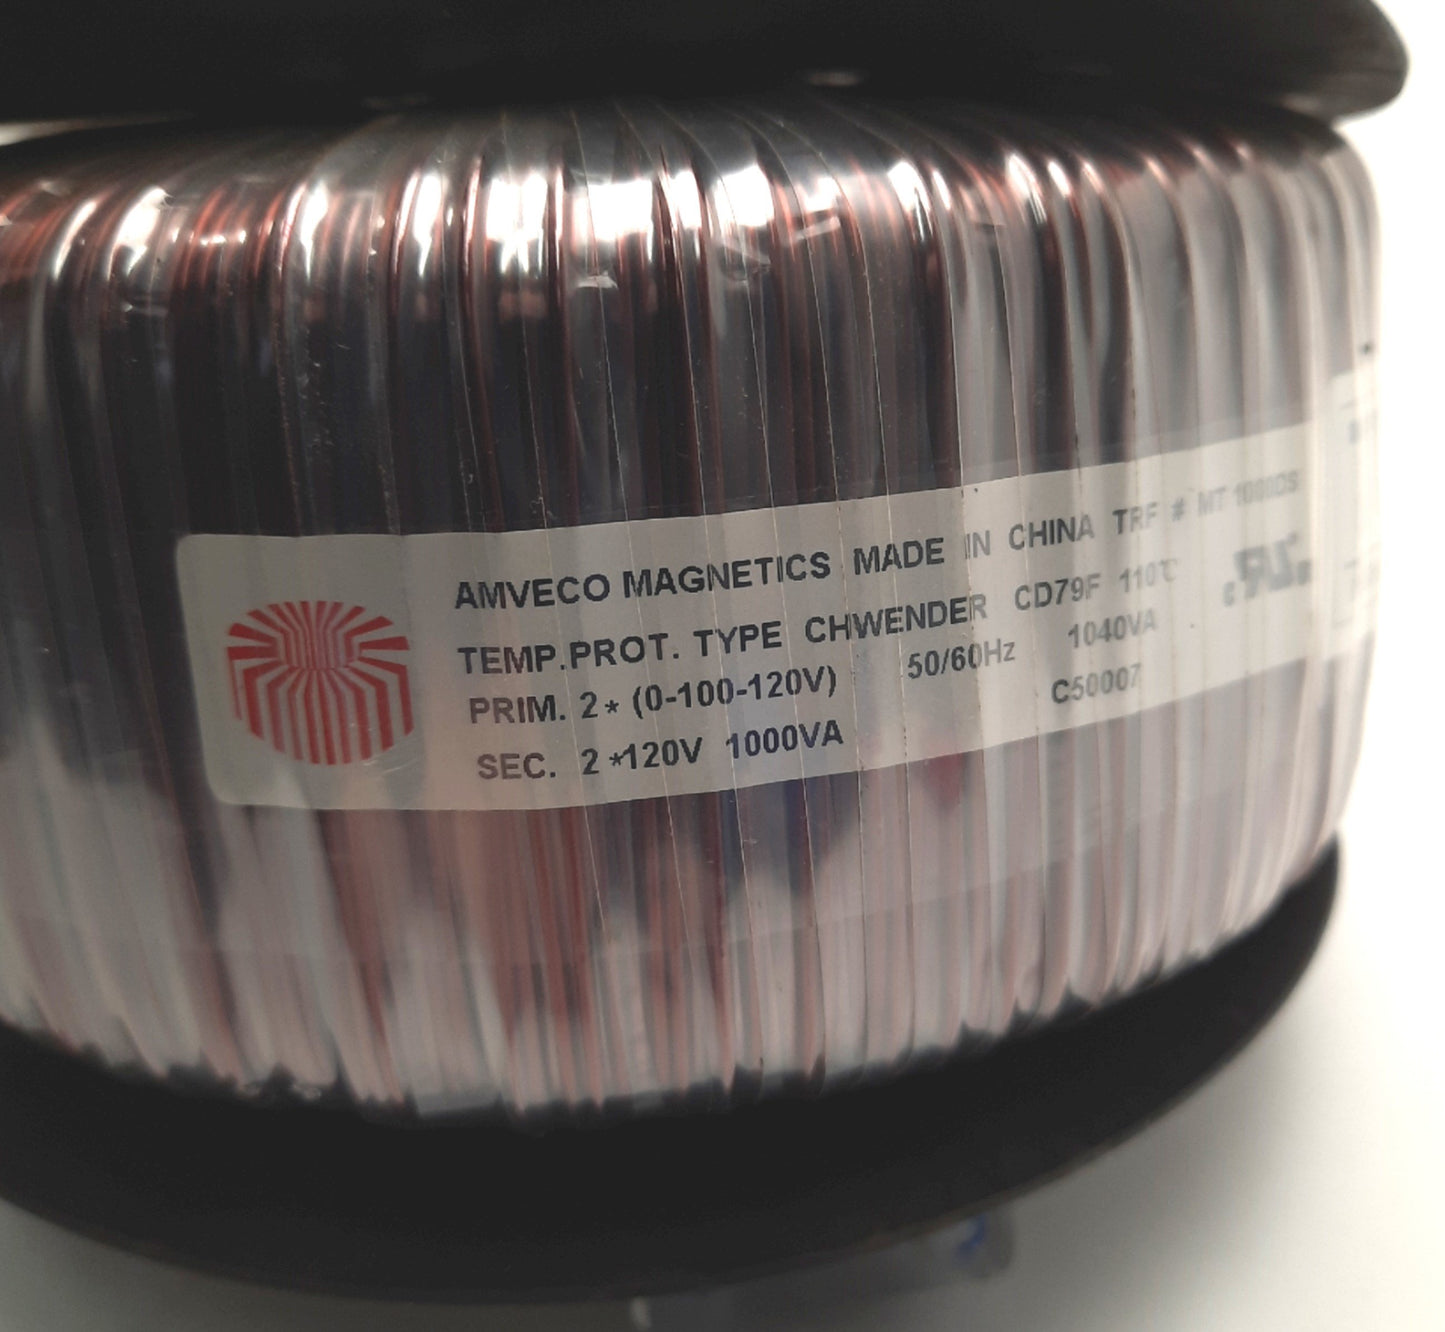 AMVECO MAGNETICS MADE IN CHINA TRF # MT1000DS
TEMP.PROT. TYPE CHWENDER CD79F 110℃
PRIM. 2* (0-100-120V) 50/60Hz 1040VA
SEC. 2*120V 1000VA C50007